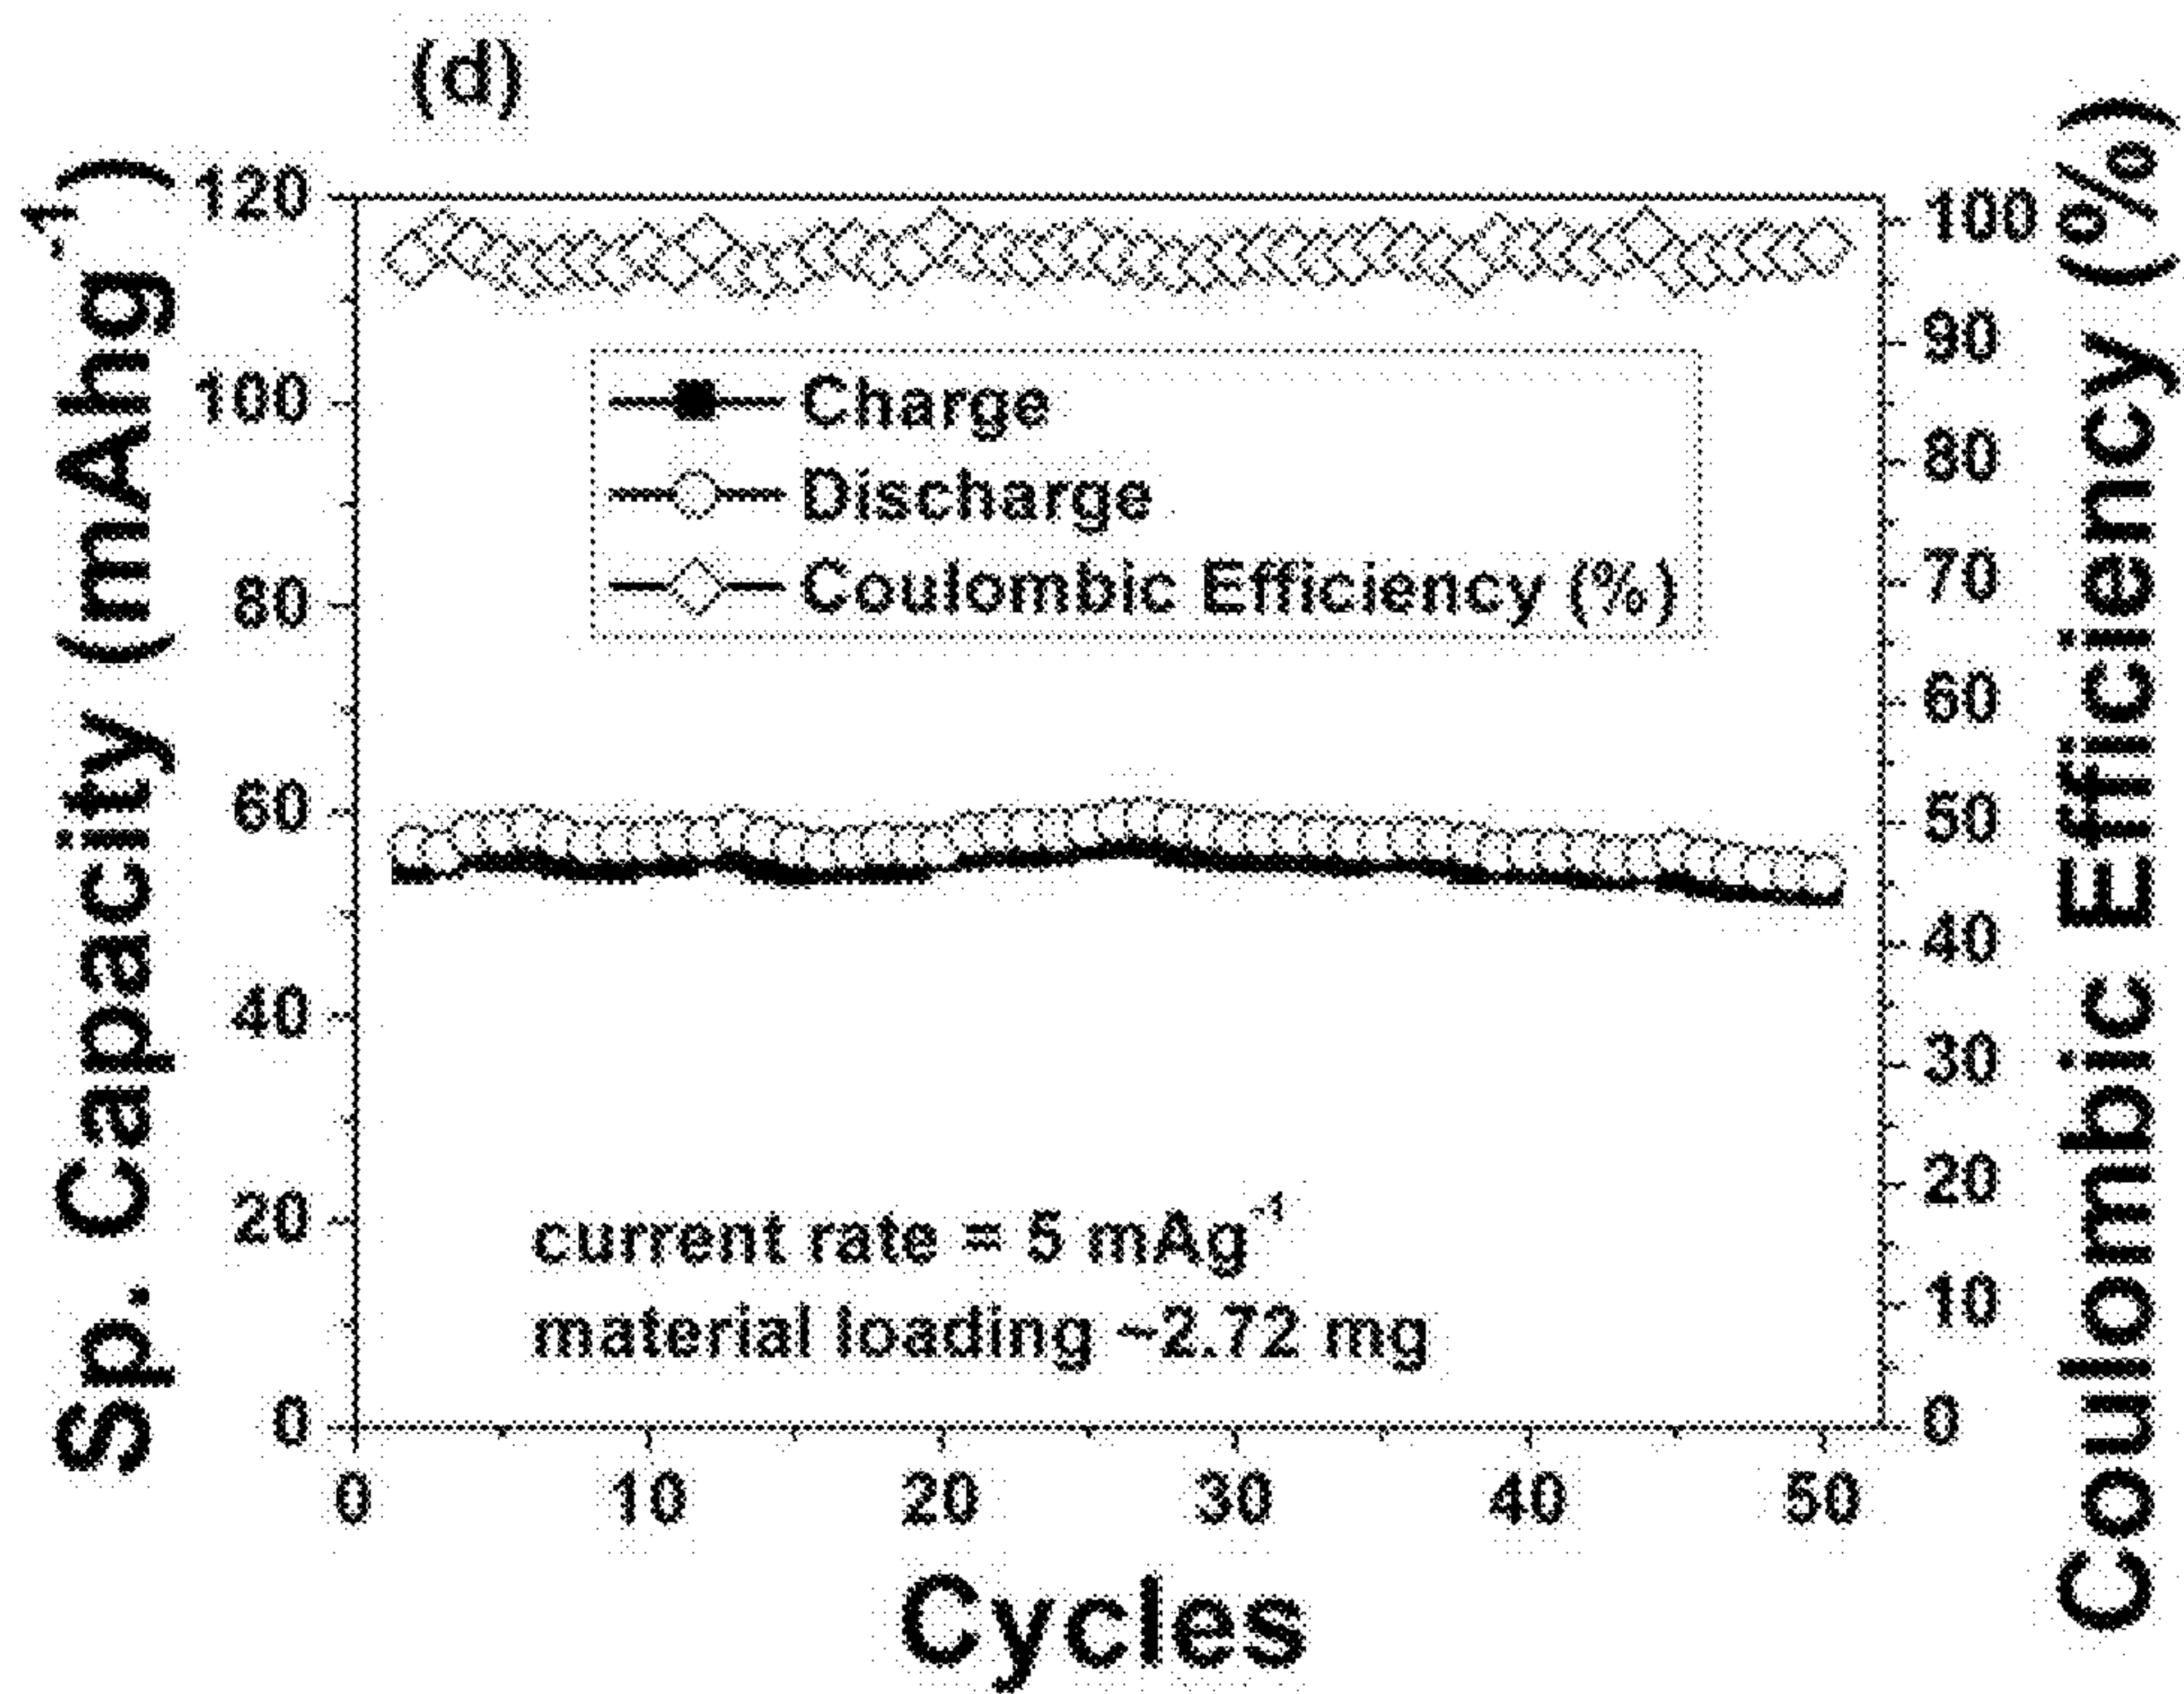 (d)
Sp. Capacity (mAhg-1)
120
100
80
60
40
20
0
Charge
Discharge
Coulombic Efficiency (%)
current rate = 5 mAg-1
material loading ~2.72 mg
100
90
80
70
60
50
40
30
20
10
0
Coulombic Efficiency (%)
0 10 20 30 40 50
Cycles